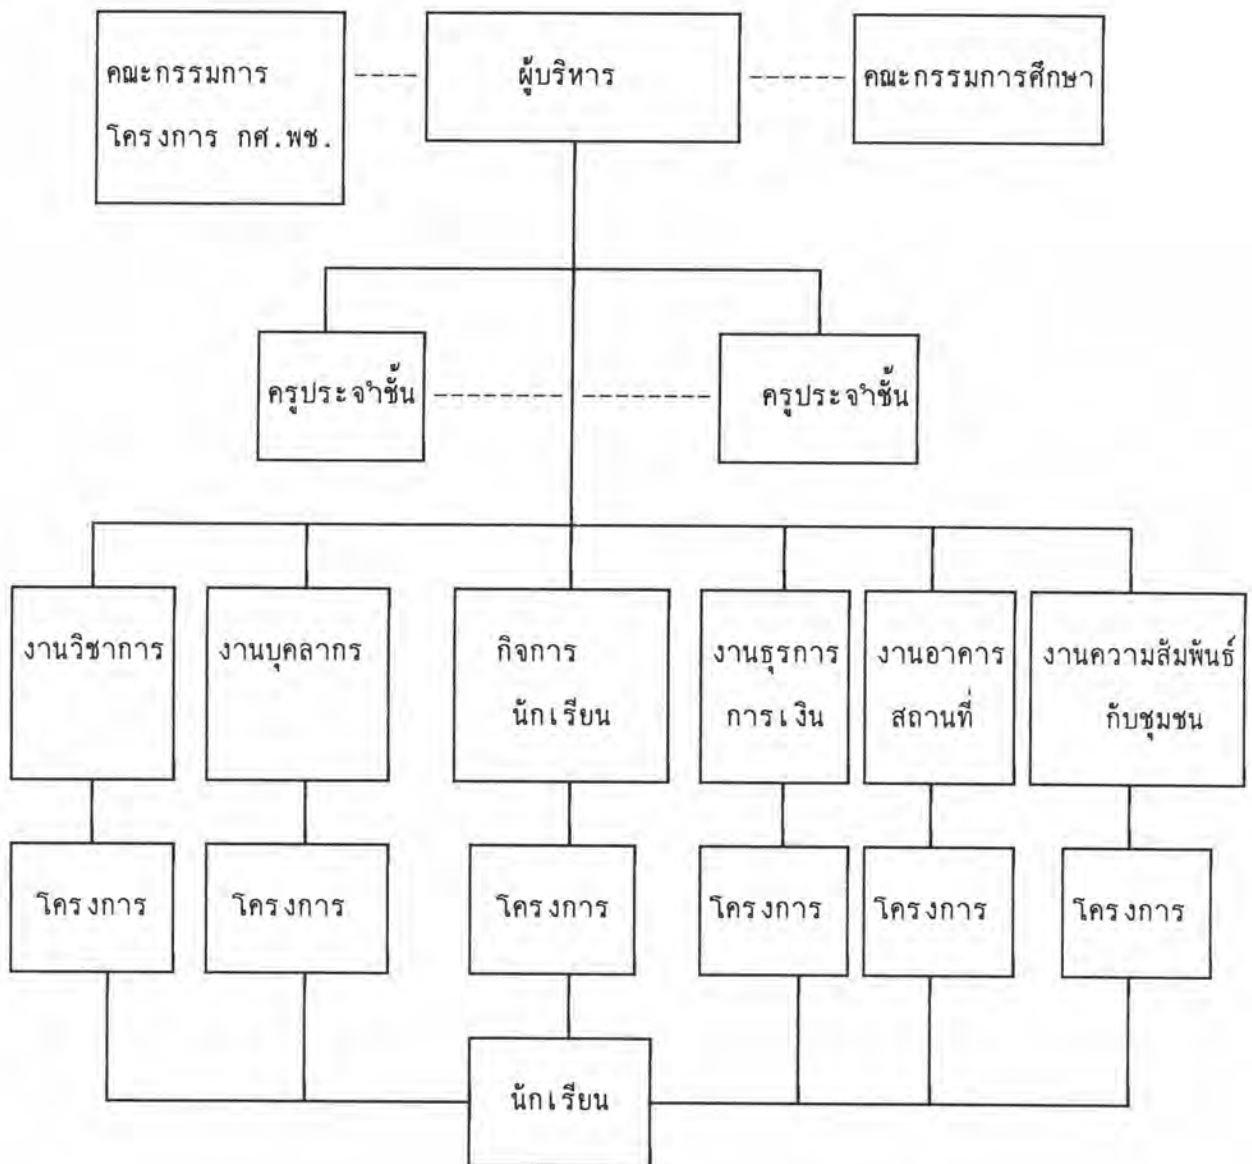 คณะกรรมการ
โครงการ กศ.พช.
ผู้บริหาร
คณะกรรมการศึกษา
ครูประจำชั้น
ครูประจำชั้น
งานวิชาการ
งานบุคลากร
กิจการ
นักเรียน
งานธุรการ
การเงิน
งานอาคาร
สถานที่
งานความสัมพันธ์
กับชุมชน
โครงการ
โครงการ
โครงการ
โครงการ
โครงการ
โครงการ
นักเรียน